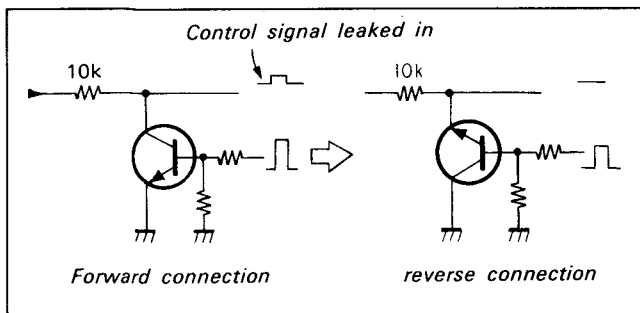 Control signal leaked in
10k
10k
Forward connection
reverse connection